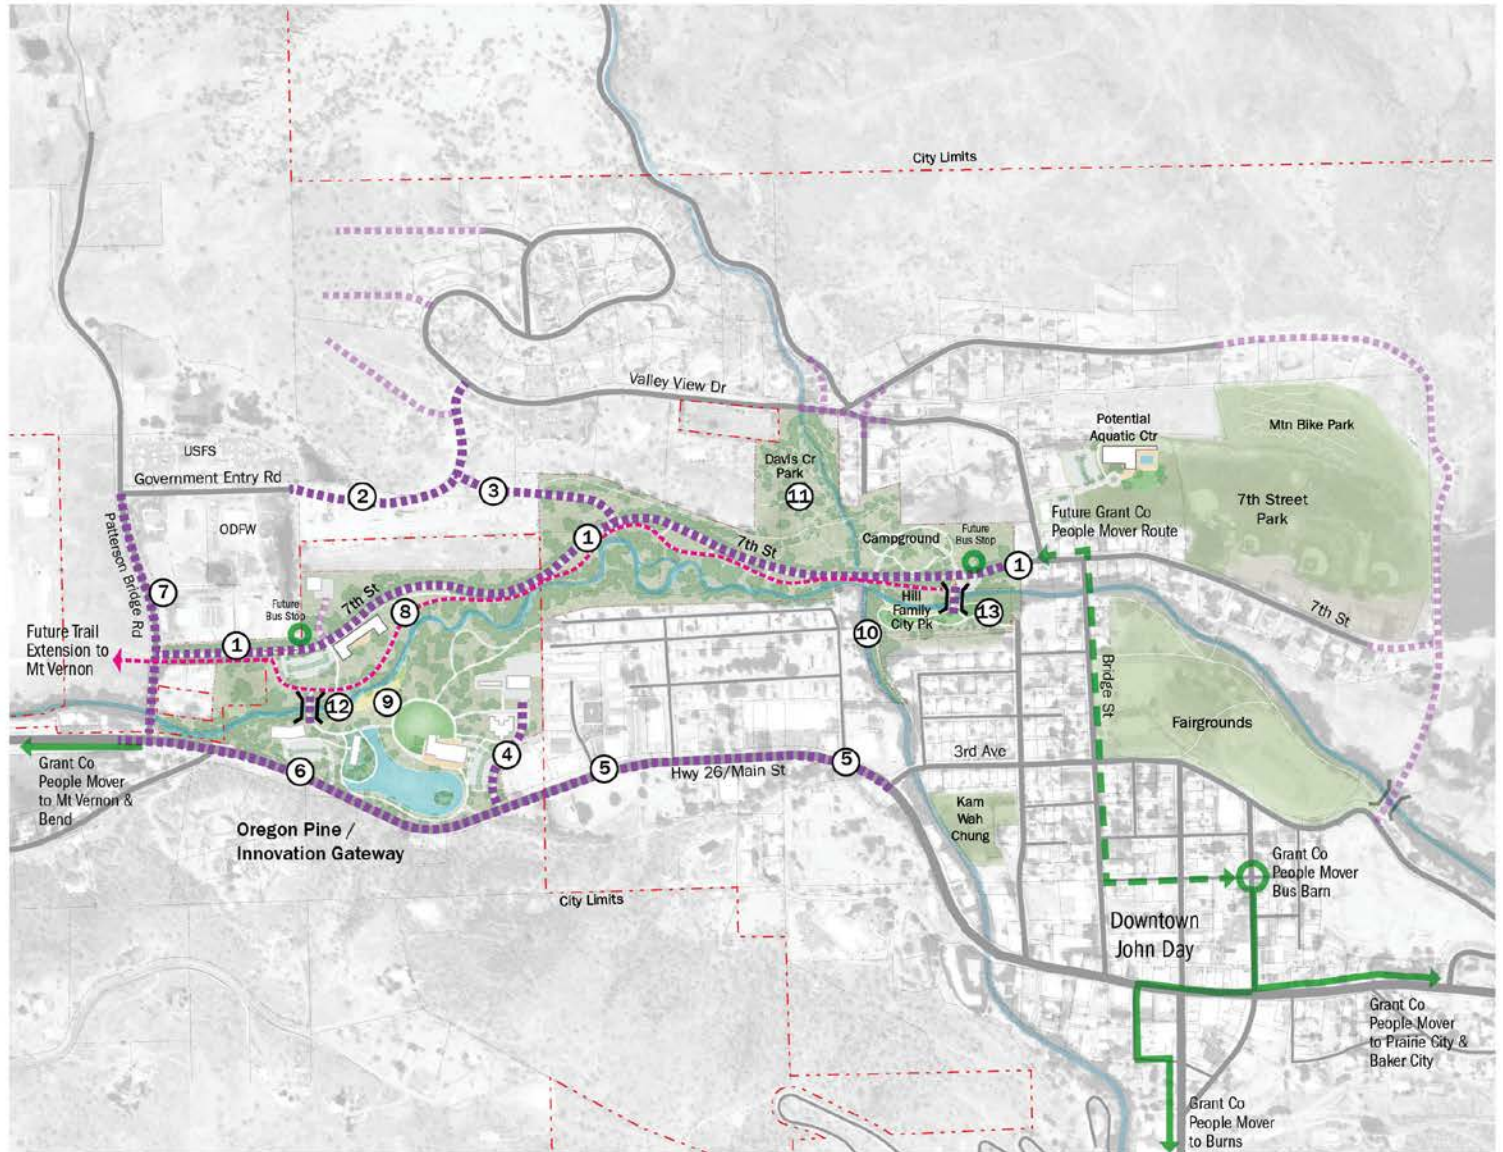 City Limits
Valley View Dr
Potential
Aquatic Ctr
Mtn Bike Park
USFS
Government Entry Rd
Davis Cr
Park
11
2
3
7th Street
Park
ODFW
Patterson Bridge Rd
Future Grant Co
People Mover Route
Campground
Future
Bus Stop
1
7th St
1
7
Future
Bus Stop
7th St
8
Hill
Family
City Pk
13
7th St
Future Trail
Extension to
Mt Vernon
1
10
Bridge St
12
9
Fairgrounds
4
3rd Ave
5
5
Hwy 26/Main St
6
Grant Co
People Mover
to Mt Vernon &
Bend
Oregon Pine /
Innovation Gateway
Kam
Wah
Chung
Grant Co
People Mover
Bus Barn
City Limits
Downtown
John Day
Grant Co
People Mover
to Prairie City &
Baker City
Grant Co
People Mover
to Burns